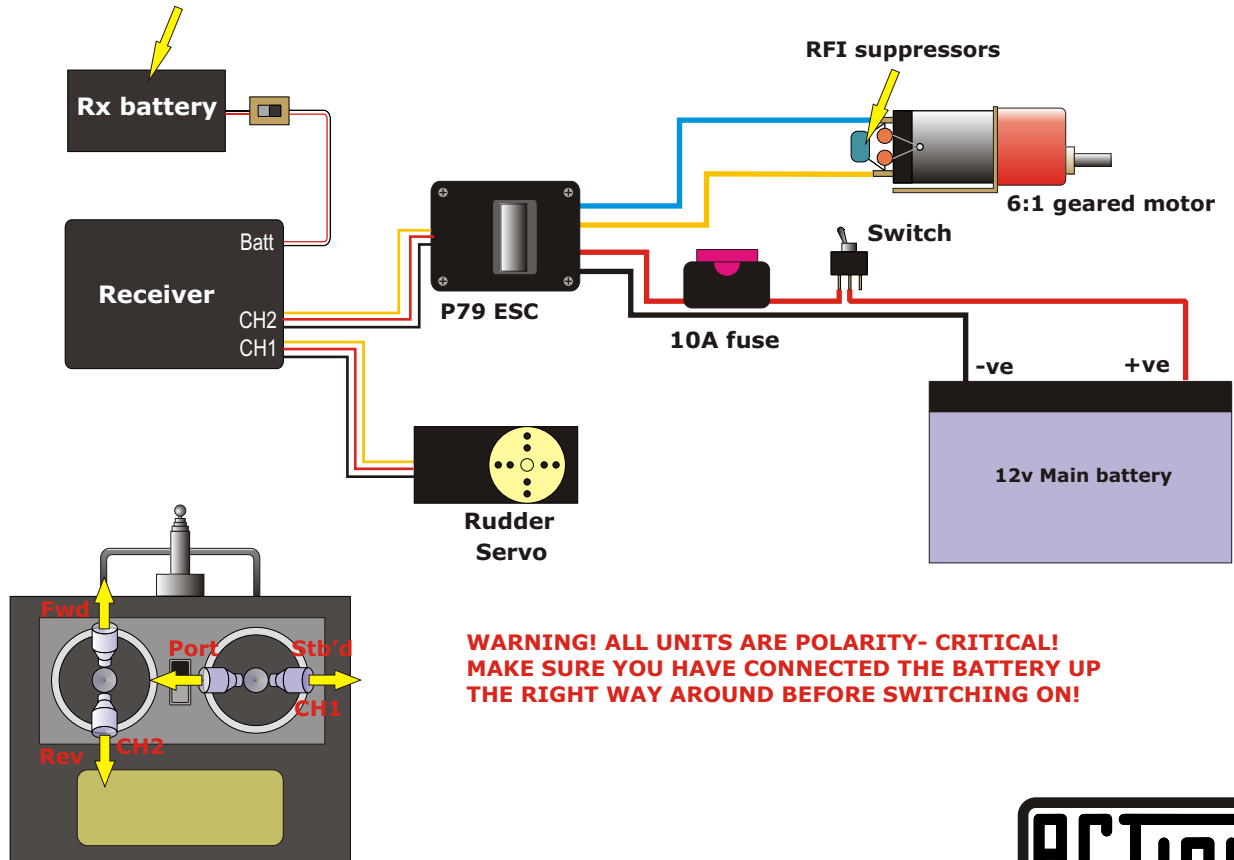 RFI suppressors
Rx battery
6:1 geared motor
Batt
Switch
Receiver
CH2
P79 ESC
CH1
10A fuse
-ve
+ve
12v Main battery
Rudder
Servo
Fwd
Port
Stb'd
CH1
CH2
Rev
WARNING! ALL UNITS ARE POLARITY- CRITICAL!
MAKE SURE YOU HAVE CONNECTED THE BATTERY UP
THE RIGHT WAY AROUND BEFORE SWITCHING ON!